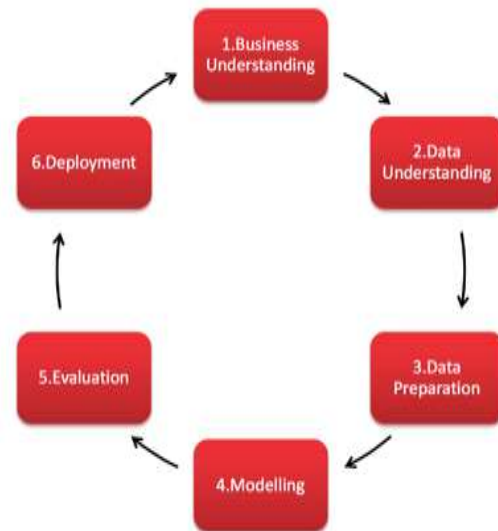 1.Business
Understanding
2.Data
Understanding
3.Data
Preparation
4.Modelling
5.Evaluation
6.Deployment